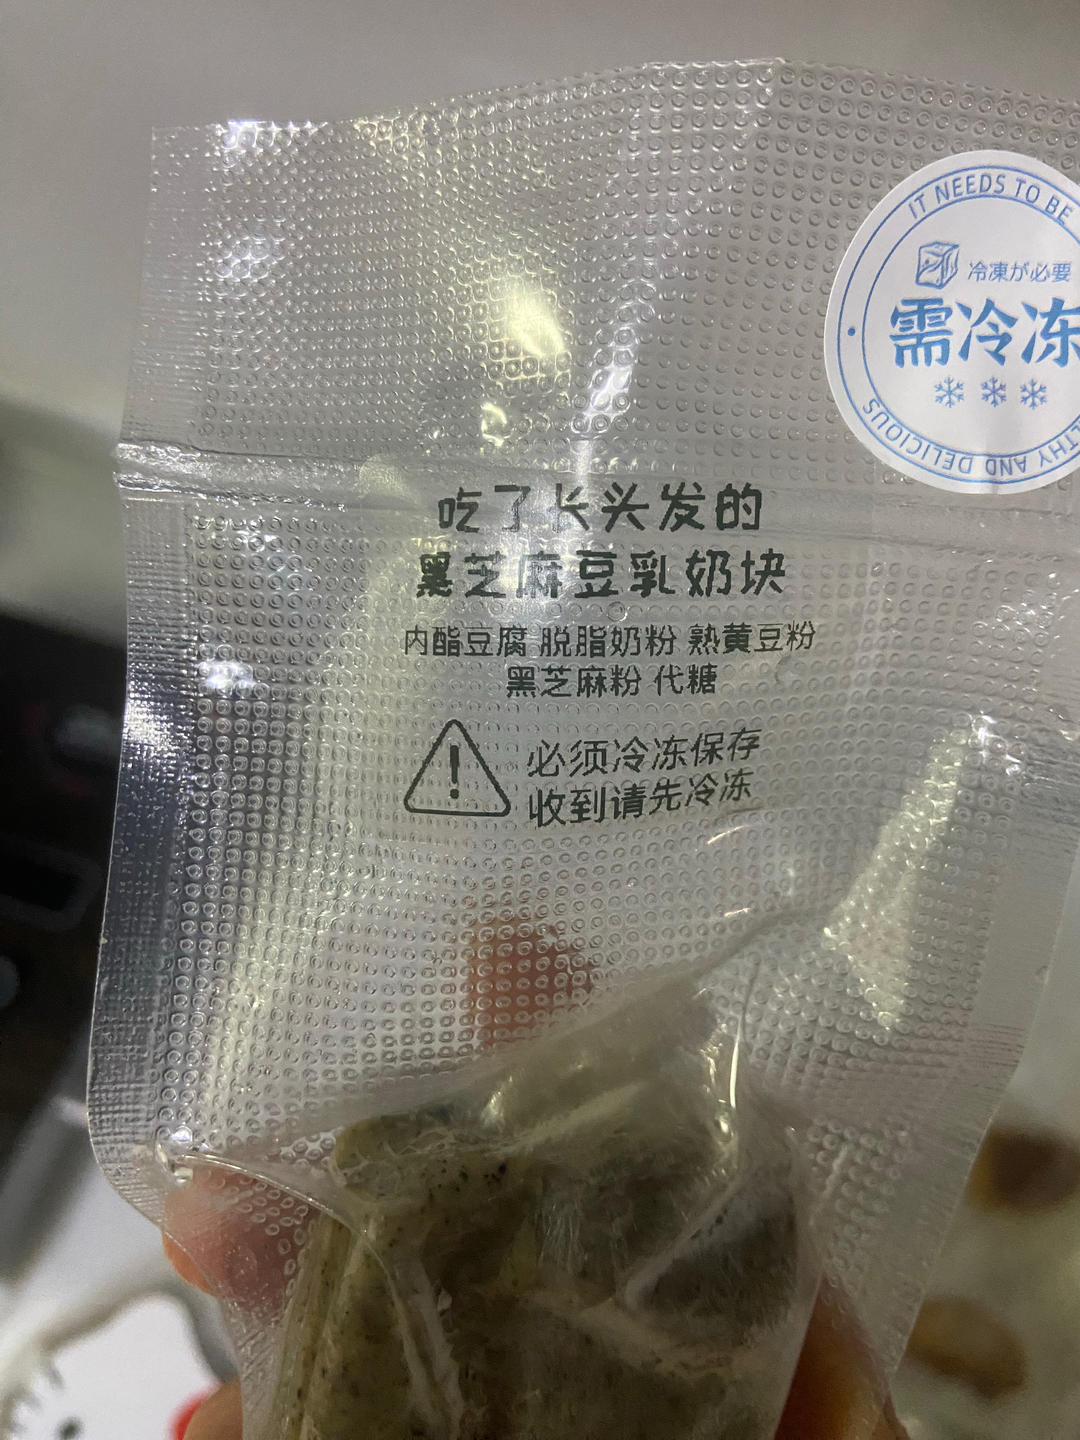 IT NEEDS TO BE
冷凍が必要
需冷冻
AND DELICIOUS
吃了长头发的
黑芝麻豆乳奶块
内酯豆腐 脱脂奶粉 熟黄豆粉
黑芝麻粉 代糖
必须冷冻保存
收到请先冷冻